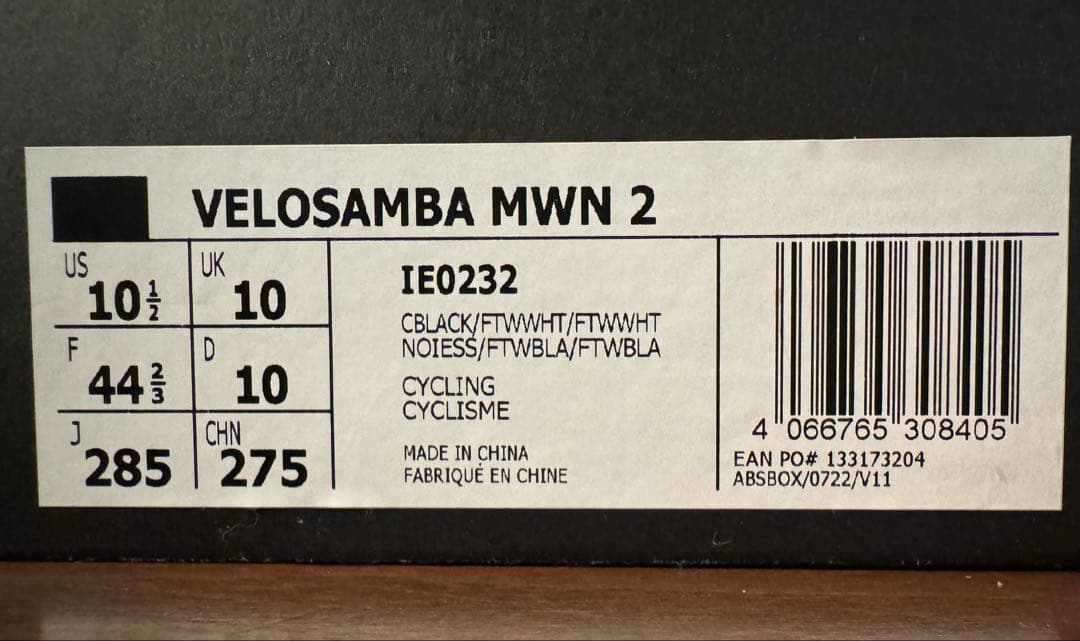 VELOSAMBA MWN 2
US 10½
UK 10
F 44⅔
D 10
J 285
CHN 275
IE0232
CBLACK/FTWWHT/FTWWHT
NOIESS/FTWBLA/FTWBLA
CYCLING
CYCLISME
MADE IN CHINA
FABRIQUÉ EN CHINE
4 066765 308405
EAN PO# 133173204
ABSBOX/0722/V11